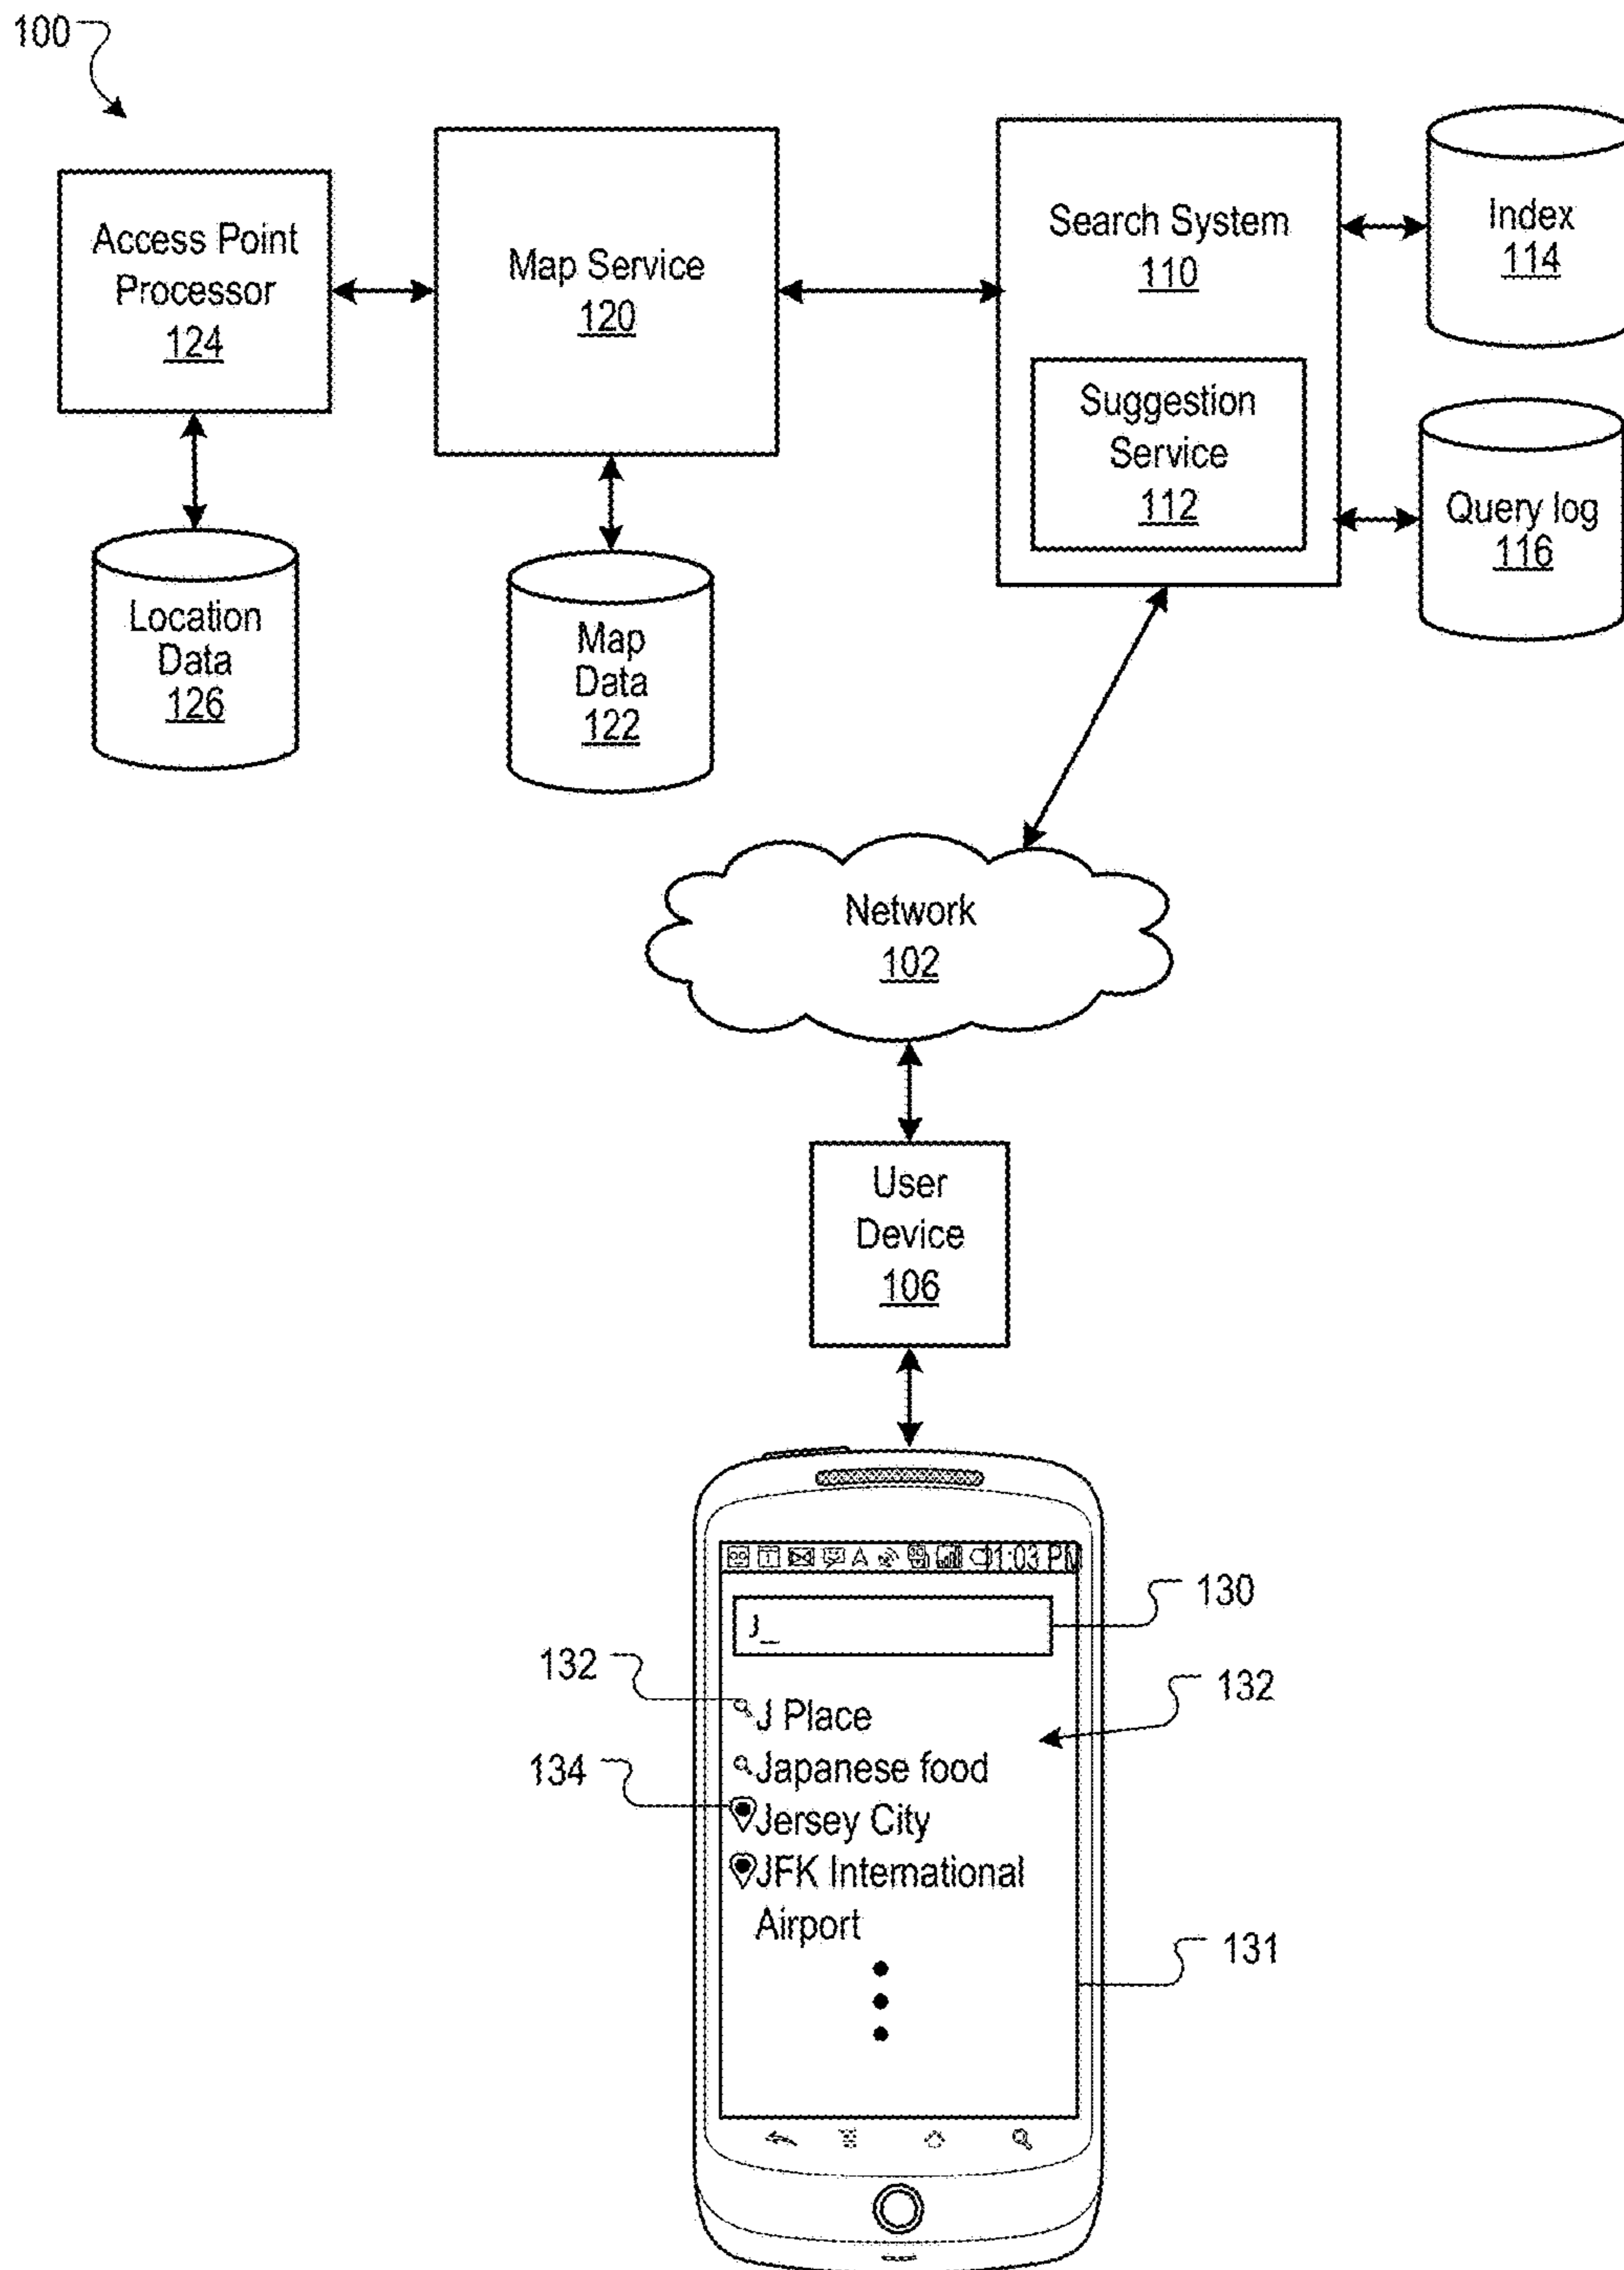 100
Access Point
Processor
124
Map Service
120
Search System
110
Suggestion
Service
112
Index
114
Query log
116
Location
Data
126
Map
Data
122
Network
102
User
Device
106
11:03 PM
J_
130
132
J Place
132
Japanese food
134
Jersey City
JFK International
Airport
131